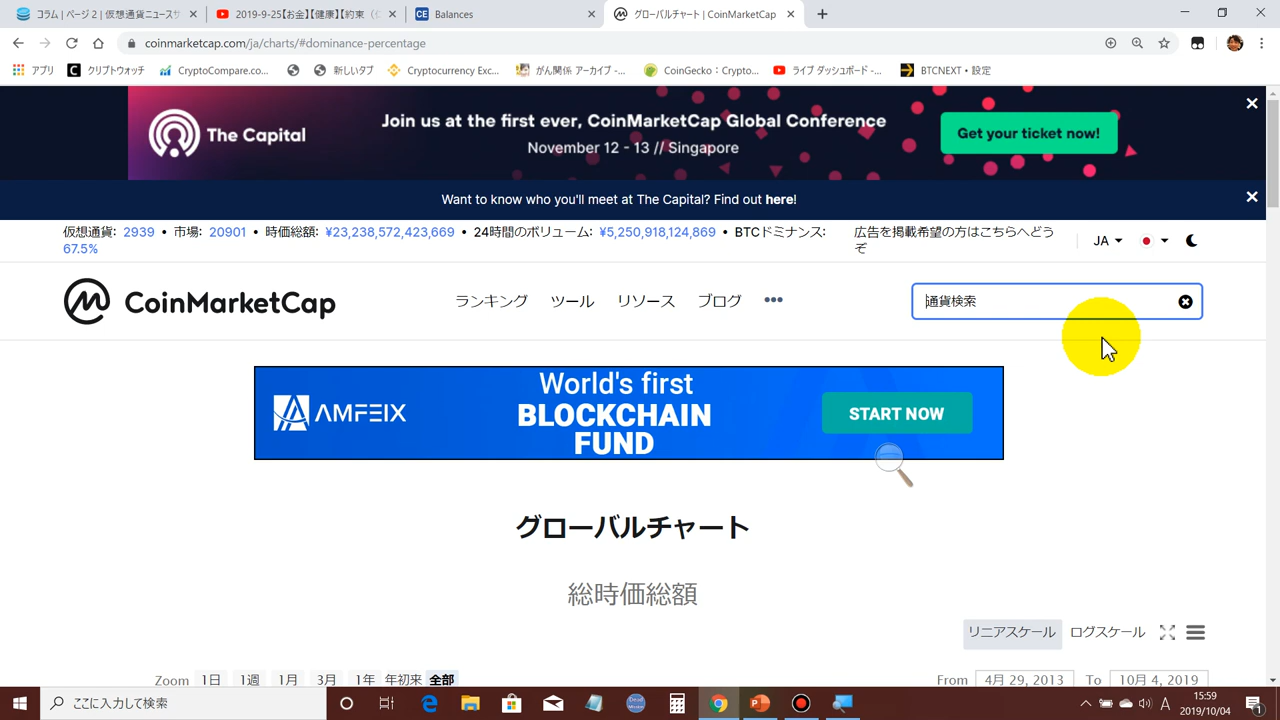 コラム | ページ 2 | 仮想通貨ニュースサ
2019-9-25【お金】【健康】【約束（
CE Balances
グローバルチャート | CoinMarketCap
coinmarketcap.com/ja/charts/#dominance-percentage
アプリ
クリプトウォッチ
CryptoCompare.co...
新しいタブ
Cryptocurrency Exc...
がん関係 アーカイブ -...
CoinGecko：Crypto...
ライブ ダッシュボード -...
BTCNEXT・設定
The Capital
Join us at the first ever, CoinMarketCap Global Conference
November 12 - 13 // Singapore
Get your ticket now!
Want to know who you'll meet at The Capital? Find out here!
仮想通貨: 2939 • 市場: 20901 • 時価総額: ¥23,238,572,423,669 • 24時間のボリューム: ¥5,250,918,124,869 • BTCドミナンス:
67.5%
広告を掲載希望の方はこちらへどう
ぞ
JA
CoinMarketCap
ランキング ツール リソース ブログ •••
通貨検索
AMFEIX
World's first
BLOCKCHAIN
FUND
START NOW
グローバルチャート
総時価総額
リニアスケール ログスケール
Zoom 1日 1週 1月 3月 1年 年初来 全部
From 4月 29, 2013 To 10月 4, 2019
ここに入力して検索
A
15:59
2019/10/04
1